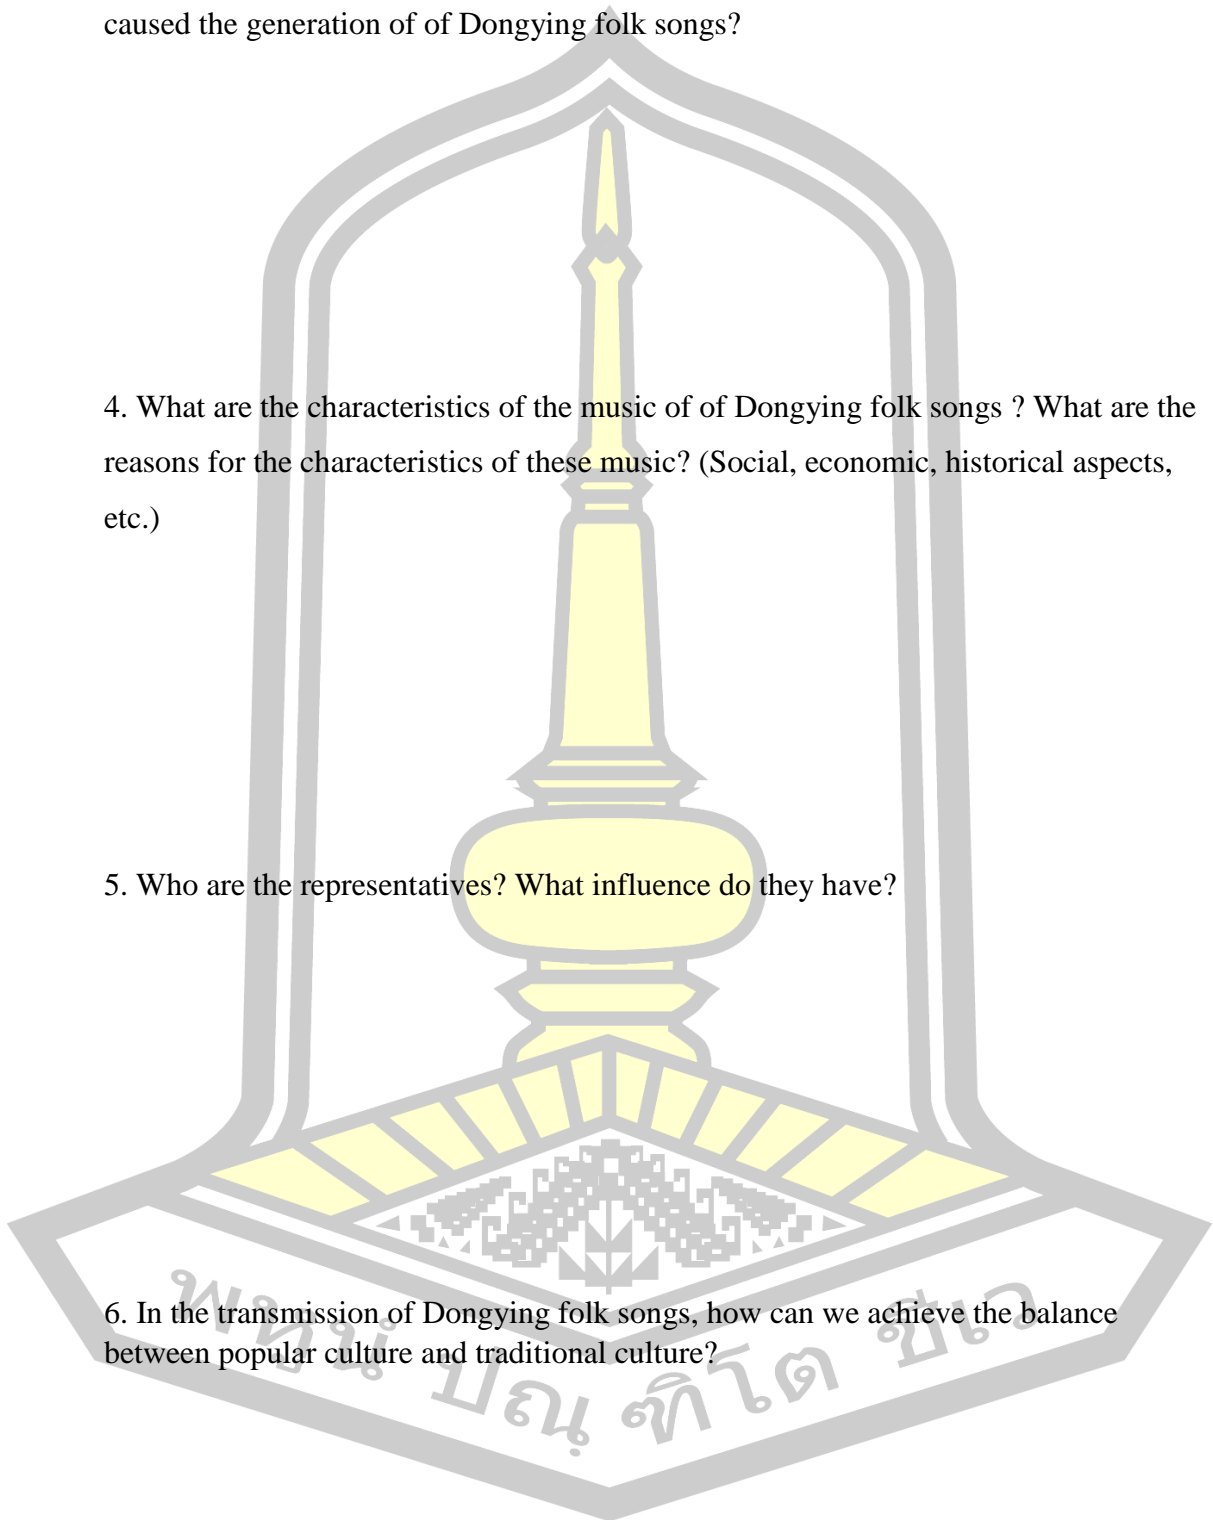 caused the generation of of Dongying folk songs?
4. What are the characteristics of the music of of Dongying folk songs ? What are the
reasons for the characteristics of these music? (Social, economic, historical aspects,
etc.)
5. Who are the representatives? What influence do they have?
6. In the transmission of Dongying folk songs, how can we achieve the balance
between popular culture and traditional culture?
พหูนํ ปณฺฑิโต ชีเว